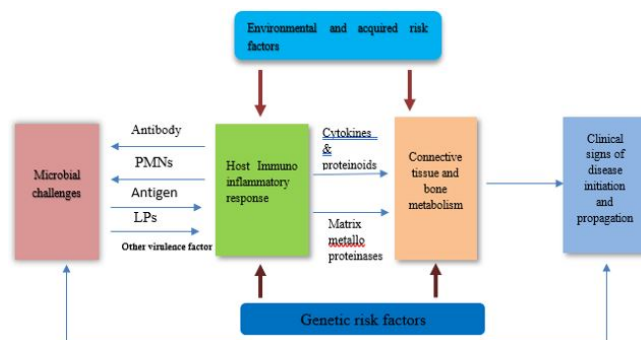 Environmental and acquired risk
factors
Antibody
PMNs
Antigen
LPs
Other virulence factor
Microbial
challenges
Host Immuno
inflammatory
response
Cytokines
&
proteinoids
Matrix
metallo
proteinases
Connective
tissue and
bone
metabolism
Clinical
signs of
disease
initiation
and
propagation
Genetic risk factors